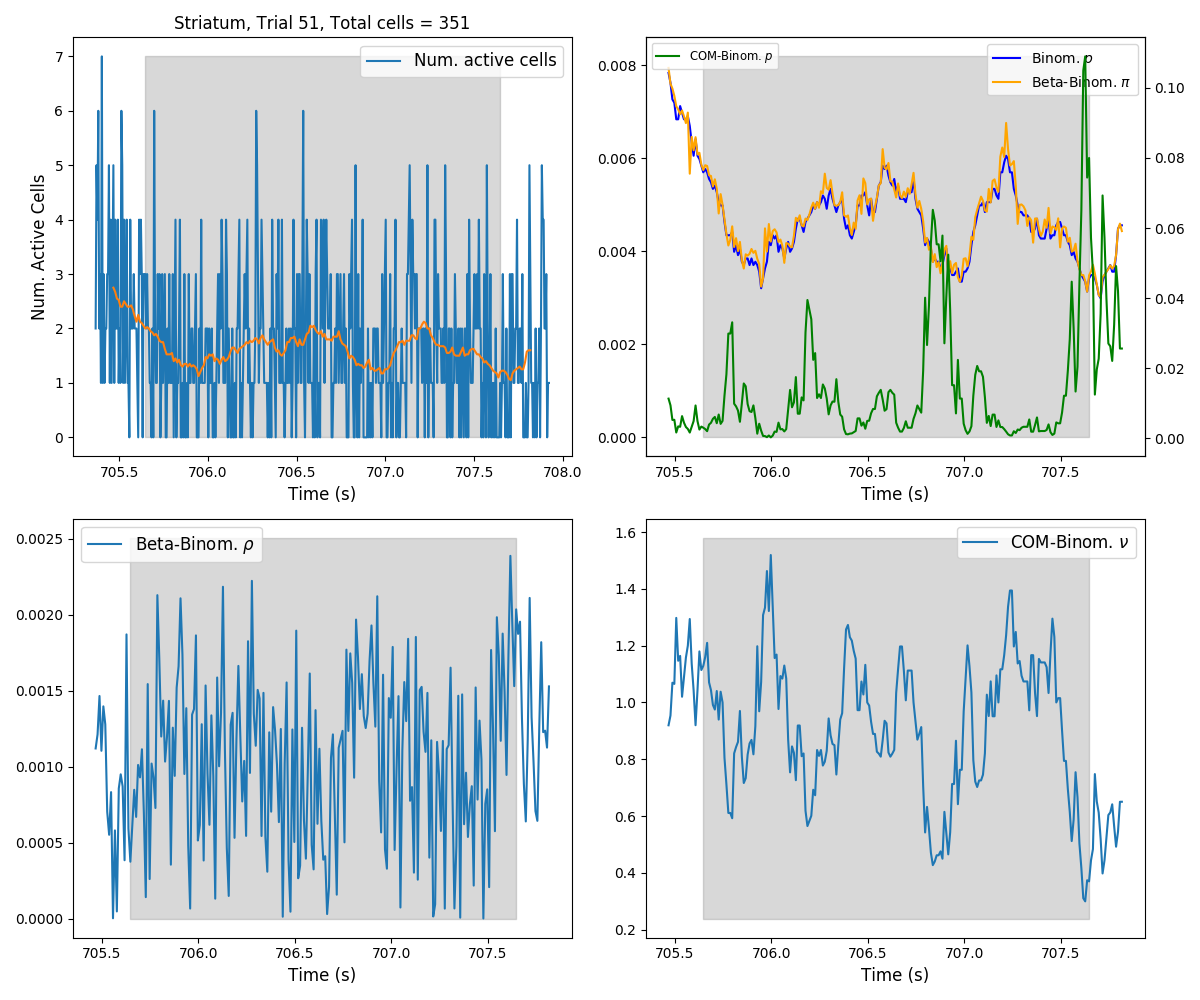 Striatum, Trial 51, Total cells = 351
Num. active cells
Num. Active Cells
7
6
5
4
3
2
1
0
705.5 706.0 706.5 707.0 707.5 708.0
Time (s)
COM-Binom. p
Binom. p
Beta-Binom. π
0.008
0.006
0.004
0.002
0.000
0.10
0.08
0.06
0.04
0.02
0.00
705.5 706.0 706.5 707.0 707.5
Time (s)
Beta-Binom. ρ
0.0025
0.0020
0.0015
0.0010
0.0005
0.0000
705.5 706.0 706.5 707.0 707.5
Time (s)
COM-Binom. ν
1.6
1.4
1.2
1.0
0.8
0.6
0.4
0.2
705.5 706.0 706.5 707.0 707.5
Time (s)